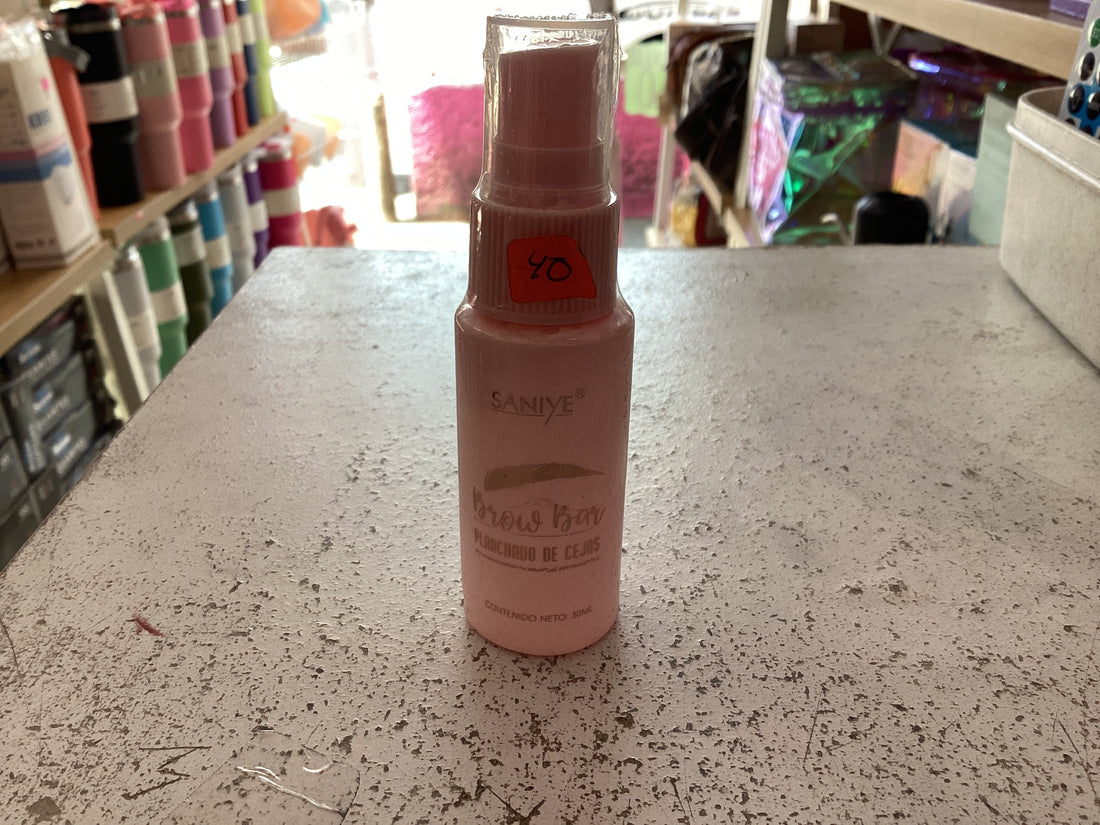 40
SANIYE®
Brow Bar
PLANCHADO DE CEJAS
CONTENIDO NETO: 30ML